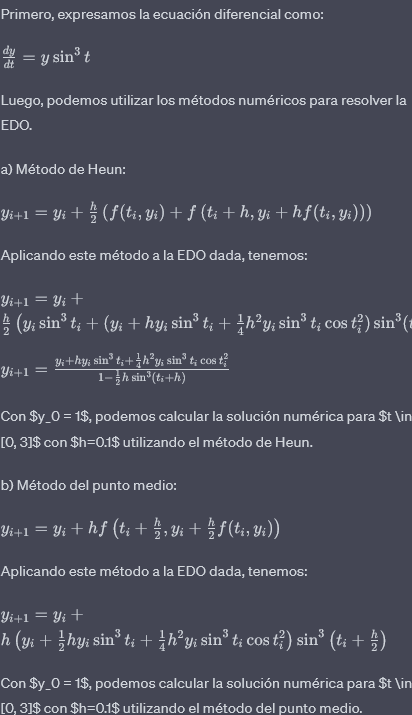 Primero, expresamos la ecuación diferencial como:
$\frac{dy}{dt} = y \sin^3 t$
Luego, podemos utilizar los métodos numéricos para resolver la
EDO.
a) Método de Heun:
$y_{i+1} = y_i + \frac{h}{2} \left( f(t_i, y_i) + f \left( t_i + h, y_i + hf(t_i, y_i) \right) \right)$
Aplicando este método a la EDO dada, tenemos:
$y_{i+1} = y_i +$
$\frac{h}{2} \left( y_i \sin^3 t_i + (y_i + hy_i \sin^3 t_i + \frac{1}{4} h^2 y_i \sin^3 t_i \cos t_i^2) \sin^3(t \right.$
$y_{i+1} = \frac{y_i + hy_i \sin^3 t_i + \frac{1}{4} h^2 y_i \sin^3 t_i \cos t_i^2}{1 - \frac{1}{2} h \sin^3(t_i + h)}$
Con $y_0 = 1$, podemos calcular la solución numérica para $t \in
[0, 3]$ con $h=0.1$ utilizando el método de Heun.
b) Método del punto medio:
$y_{i+1} = y_i + hf \left( t_i + \frac{h}{2}, y_i + \frac{h}{2} f(t_i, y_i) \right)$
Aplicando este método a la EDO dada, tenemos:
$y_{i+1} = y_i +$
$h \left( y_i + \frac{1}{2} hy_i \sin^3 t_i + \frac{1}{4} h^2 y_i \sin^3 t_i \cos t_i^2 \right) \sin^3 \left( t_i + \frac{h}{2} \right)$
Con $y_0 = 1$, podemos calcular la solución numérica para $t \in
[0, 3]$ con $h=0.1$ utilizando el método del punto medio.